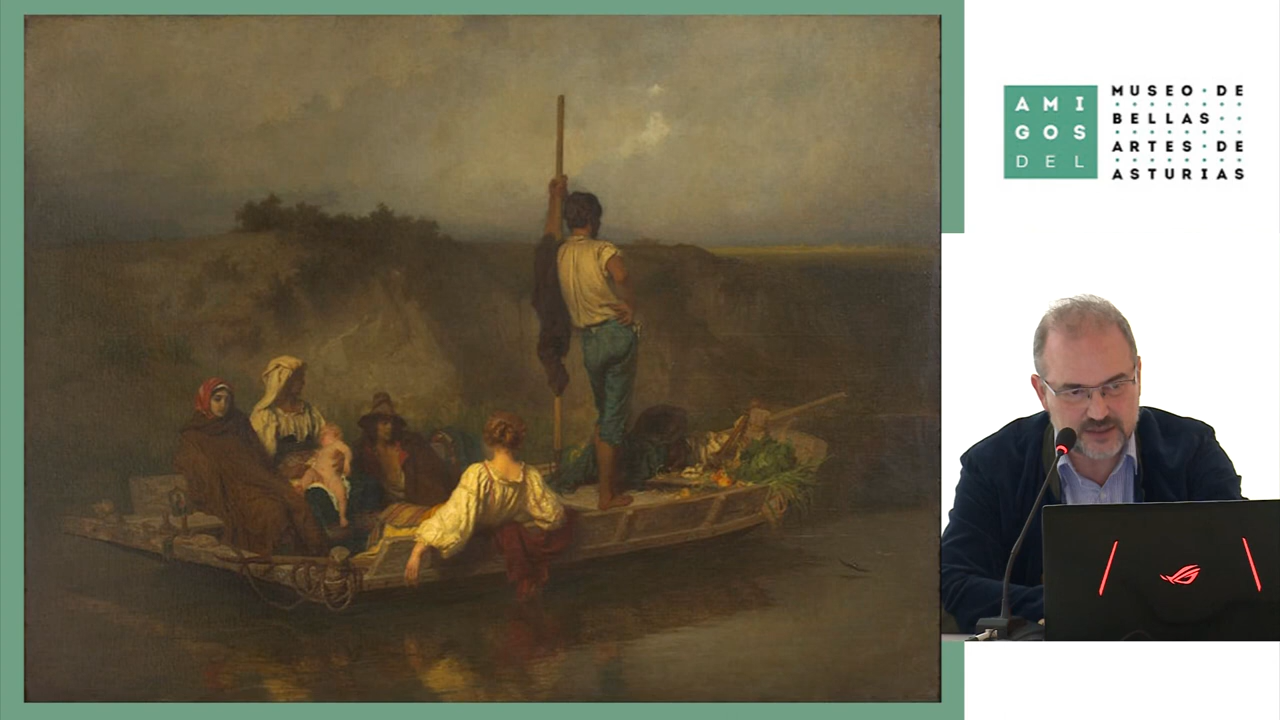 AMI
GOS
DEL
MUSEO · DE
BELLAS
ARTES · DE
ASTURIAS